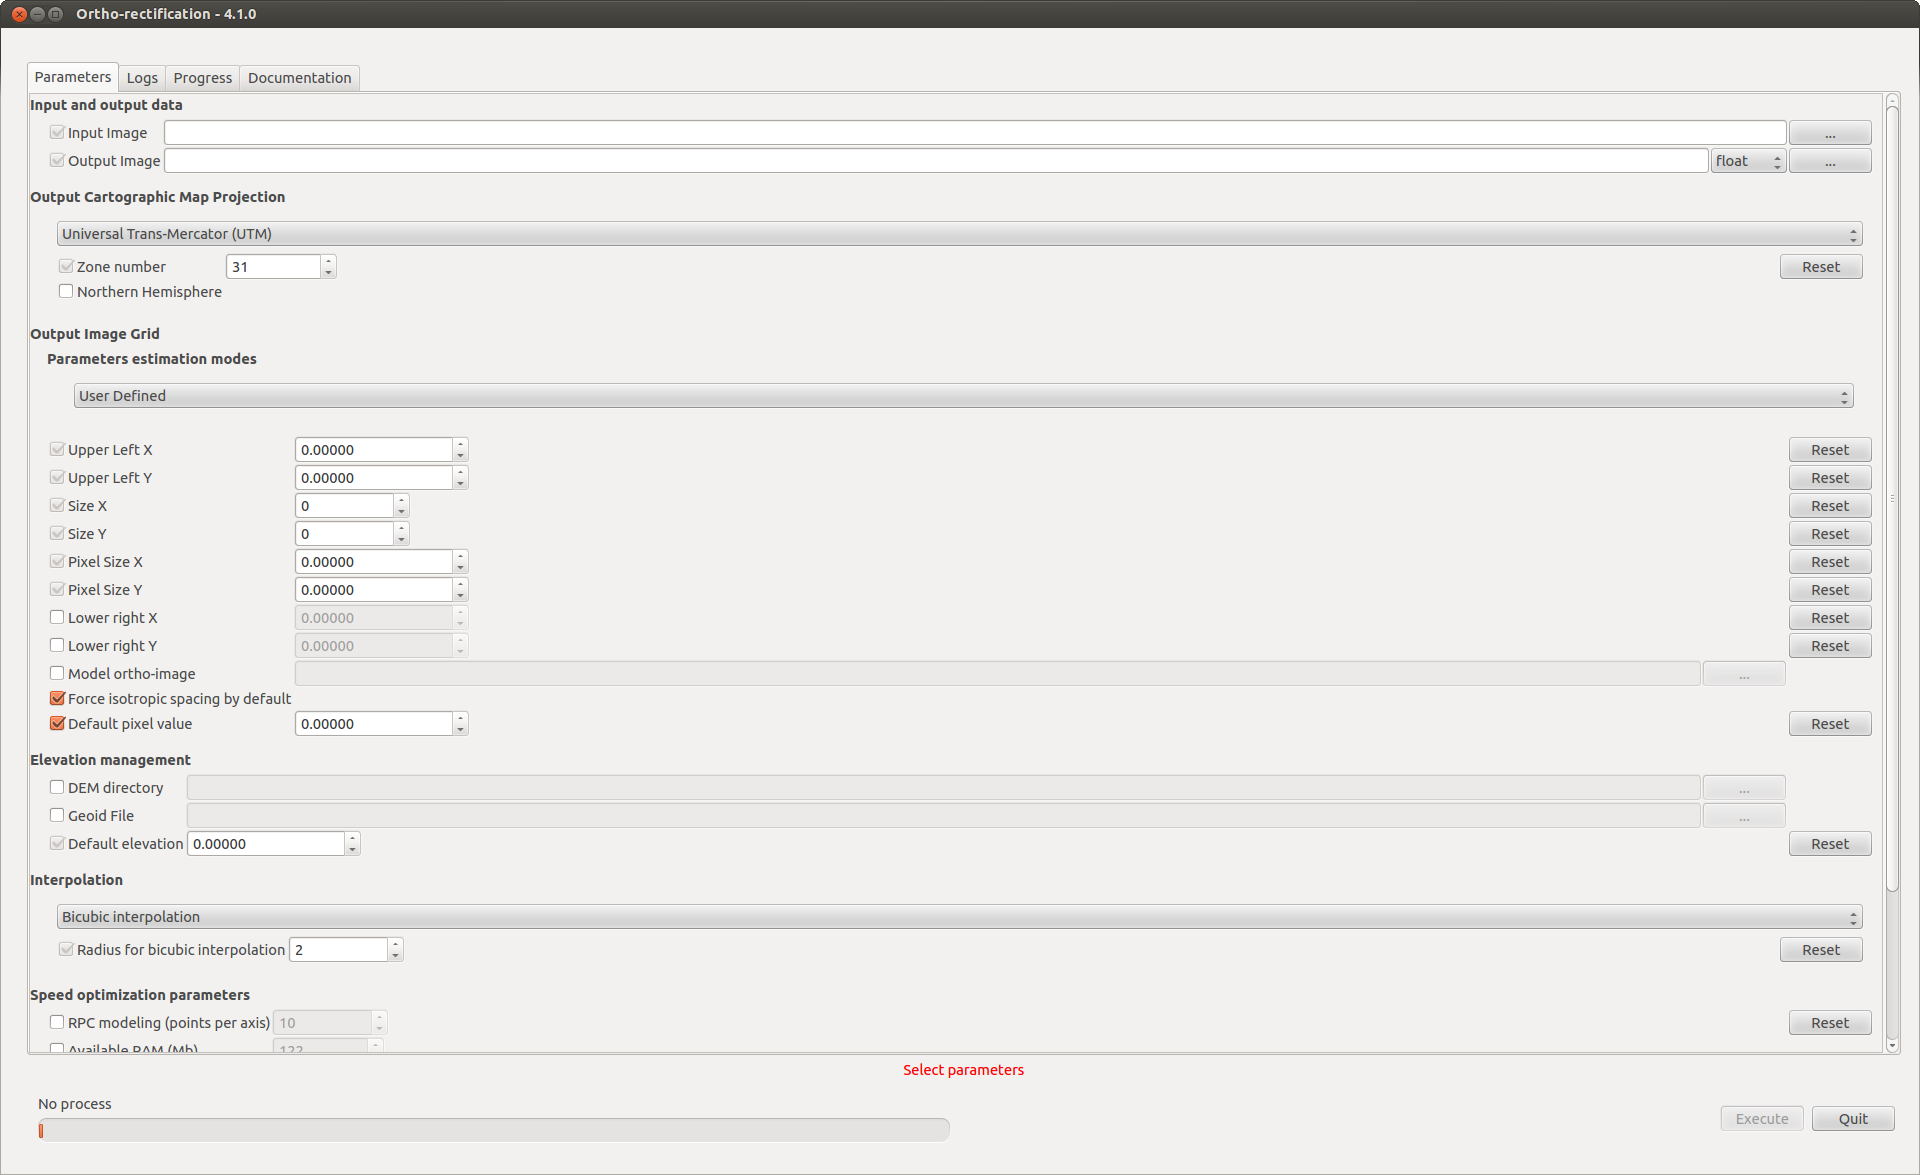 Ortho-rectification - 4.1.0
Parameters Logs Progress Documentation
Input and output data
Input Image ...
Output Image float ...
Output Cartographic Map Projection
Universal Trans-Mercator (UTM)
Zone number 31 Reset
Northern Hemisphere
Output Image Grid
Parameters estimation modes
User Defined
Upper Left X 0.00000 Reset
Upper Left Y 0.00000 Reset
Size X 0 Reset
Size Y 0 Reset
Pixel Size X 0.00000 Reset
Pixel Size Y 0.00000 Reset
Lower right X 0.00000 Reset
Lower right Y 0.00000 Reset
Model ortho-image ...
Force isotropic spacing by default
Default pixel value 0.00000 Reset
Elevation management
DEM directory ...
Geoid File ...
Default elevation 0.00000 Reset
Interpolation
Bicubic interpolation
Radius for bicubic interpolation 2 Reset
Speed optimization parameters
RPC modeling (points per axis) 10 Reset
Available RAM (Mb) 122
Select parameters
No process
Execute Quit